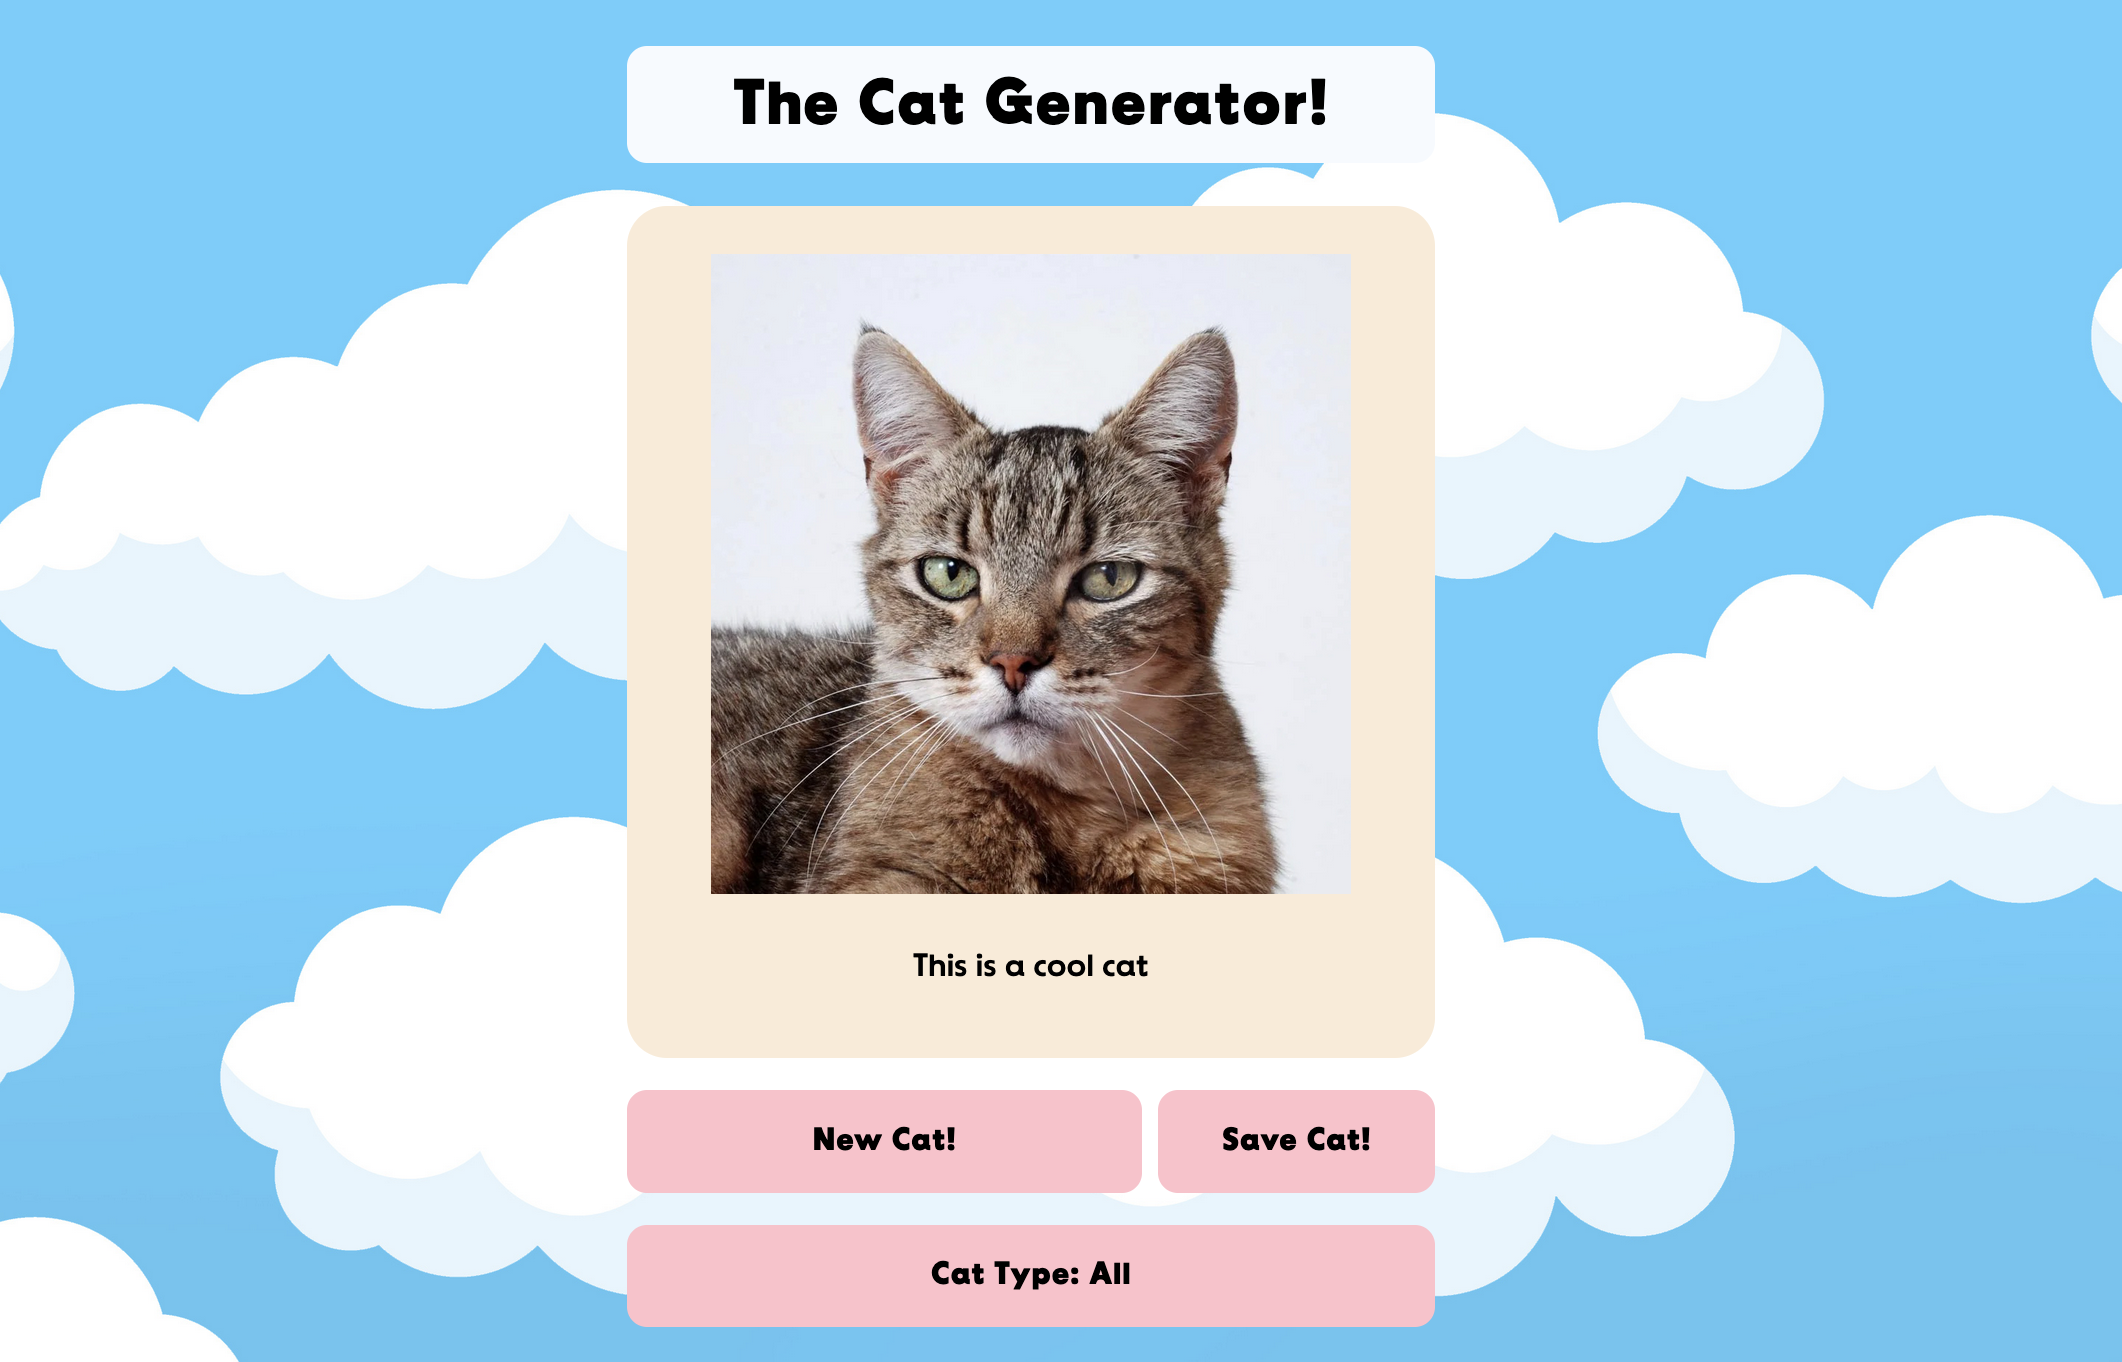 The Cat Generator!
This is a cool cat
New Cat!
Save Cat!
Cat Type: All